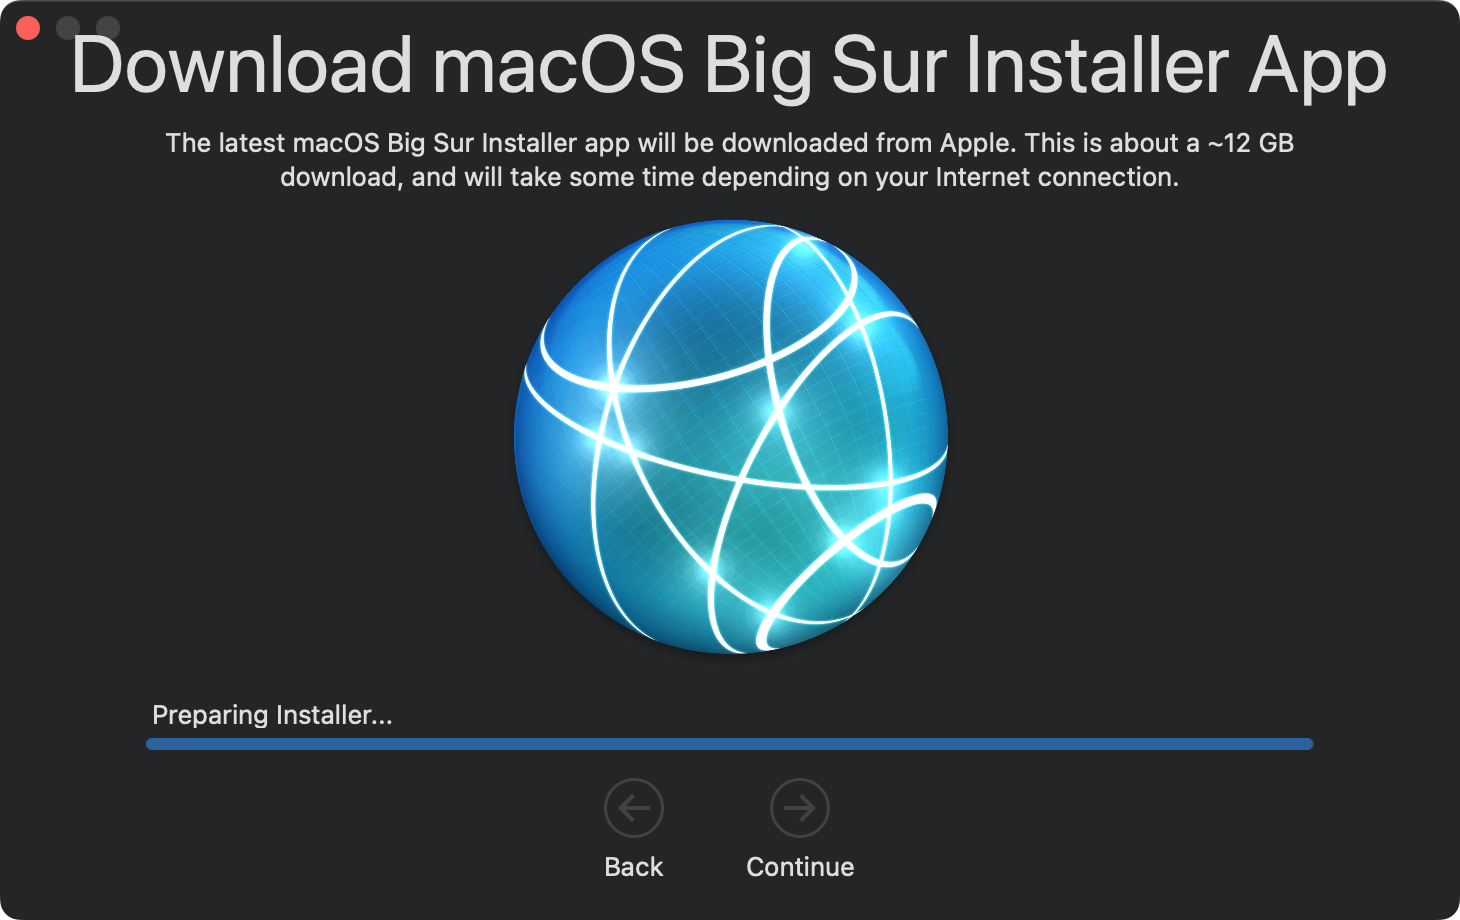 Download macOS Big Sur Installer App
The latest macOS Big Sur Installer app will be downloaded from Apple. This is about a ~12 GB
download, and will take some time depending on your Internet connection.
Preparing Installer...
Back
Continue